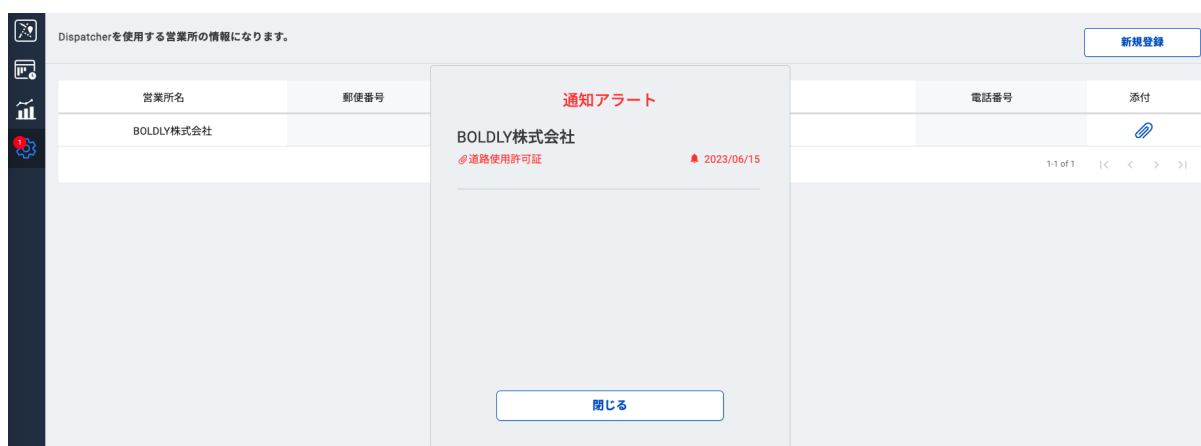 Dispatcherを使用する営業所の情報になります。
新規登録
営業所名 郵便番号 電話番号 添付
BOLDLY株式会社
1-1 of 1
通知アラート
BOLDLY株式会社
道路使用許可証 2023/06/15
閉じる
1